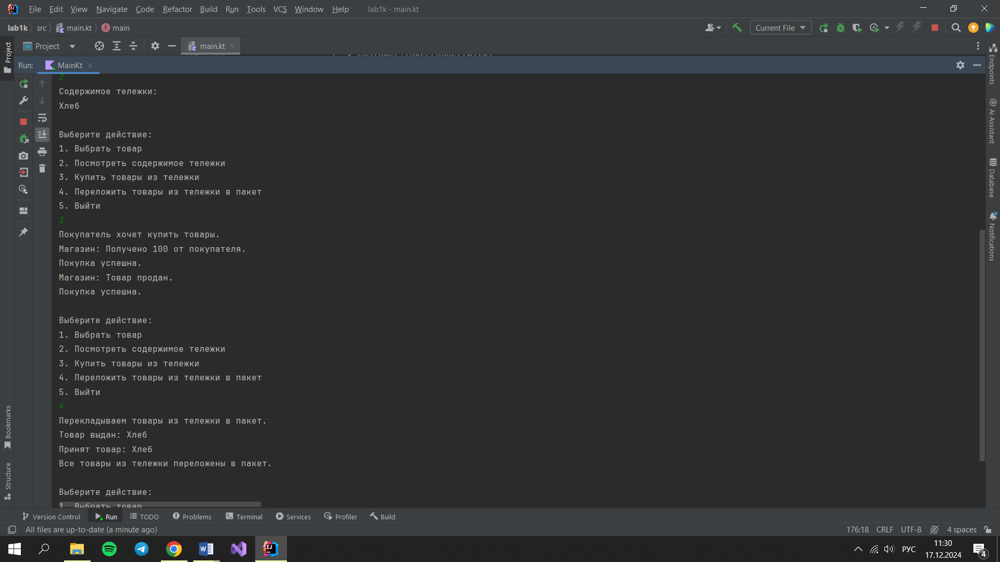 File Edit View Navigate Code Refactor Build Run Tools VCS Window Help lab1k - main.kt
lab1k src main.kt main
Current File
Project
main.kt
Run: MainKt
2
Содержимое тележки:
Хлеб
Выберите действие:
1. Выбрать товар
2. Посмотреть содержимое тележки
3. Купить товары из тележки
4. Переложить товары из тележки в пакет
5. Выйти
3
Покупатель хочет купить товары.
Магазин: Получено 100 от покупателя.
Покупка успешна.
Магазин: Товар продан.
Покупка успешна.
Выберите действие:
1. Выбрать товар
2. Посмотреть содержимое тележки
3. Купить товары из тележки
4. Переложить товары из тележки в пакет
5. Выйти
4
Перекладываем товары из тележки в пакет.
Товар выдан: Хлеб
Принят товар: Хлеб
Все товары из тележки переложены в пакет.
Выберите действие:
1. Выбрать товар
Project
Bookmarks
Structure
Endpoints
AI Assistant
Database
Notifications
Version Control Run TODO Problems Terminal Services Profiler Build
All files are up-to-date (a minute ago) 176:18 CRLF UTF-8 4 spaces
РУС 11:30
17.12.2024 4